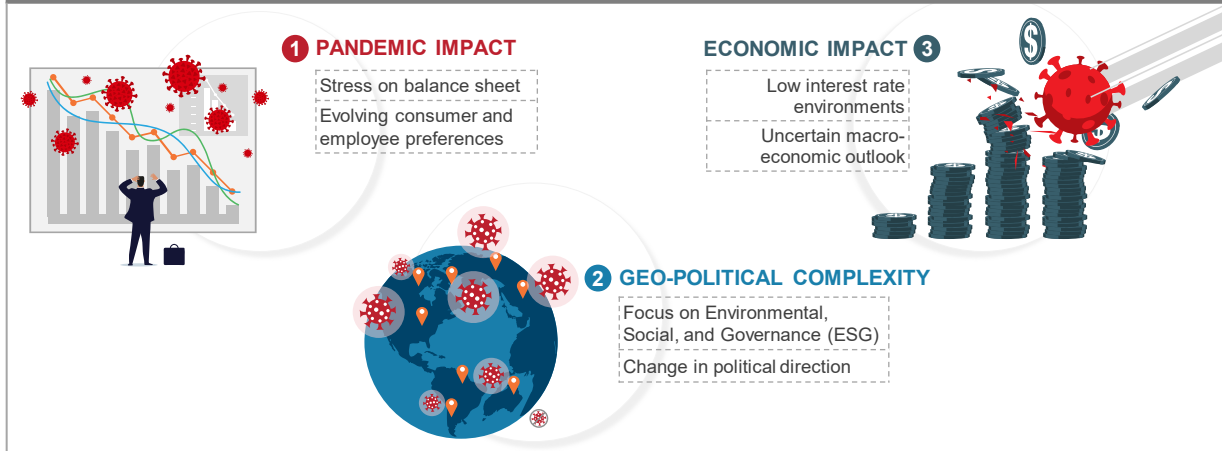 1 PANDEMIC IMPACT
Stress on balance sheet
Evolving consumer and
employee preferences
2 GEO-POLITICAL COMPLEXITY
Focus on Environmental,
Social, and Governance (ESG)
Change in political direction
ECONOMIC IMPACT 3
Low interest rate
environments
Uncertain macro-
economic outlook
$